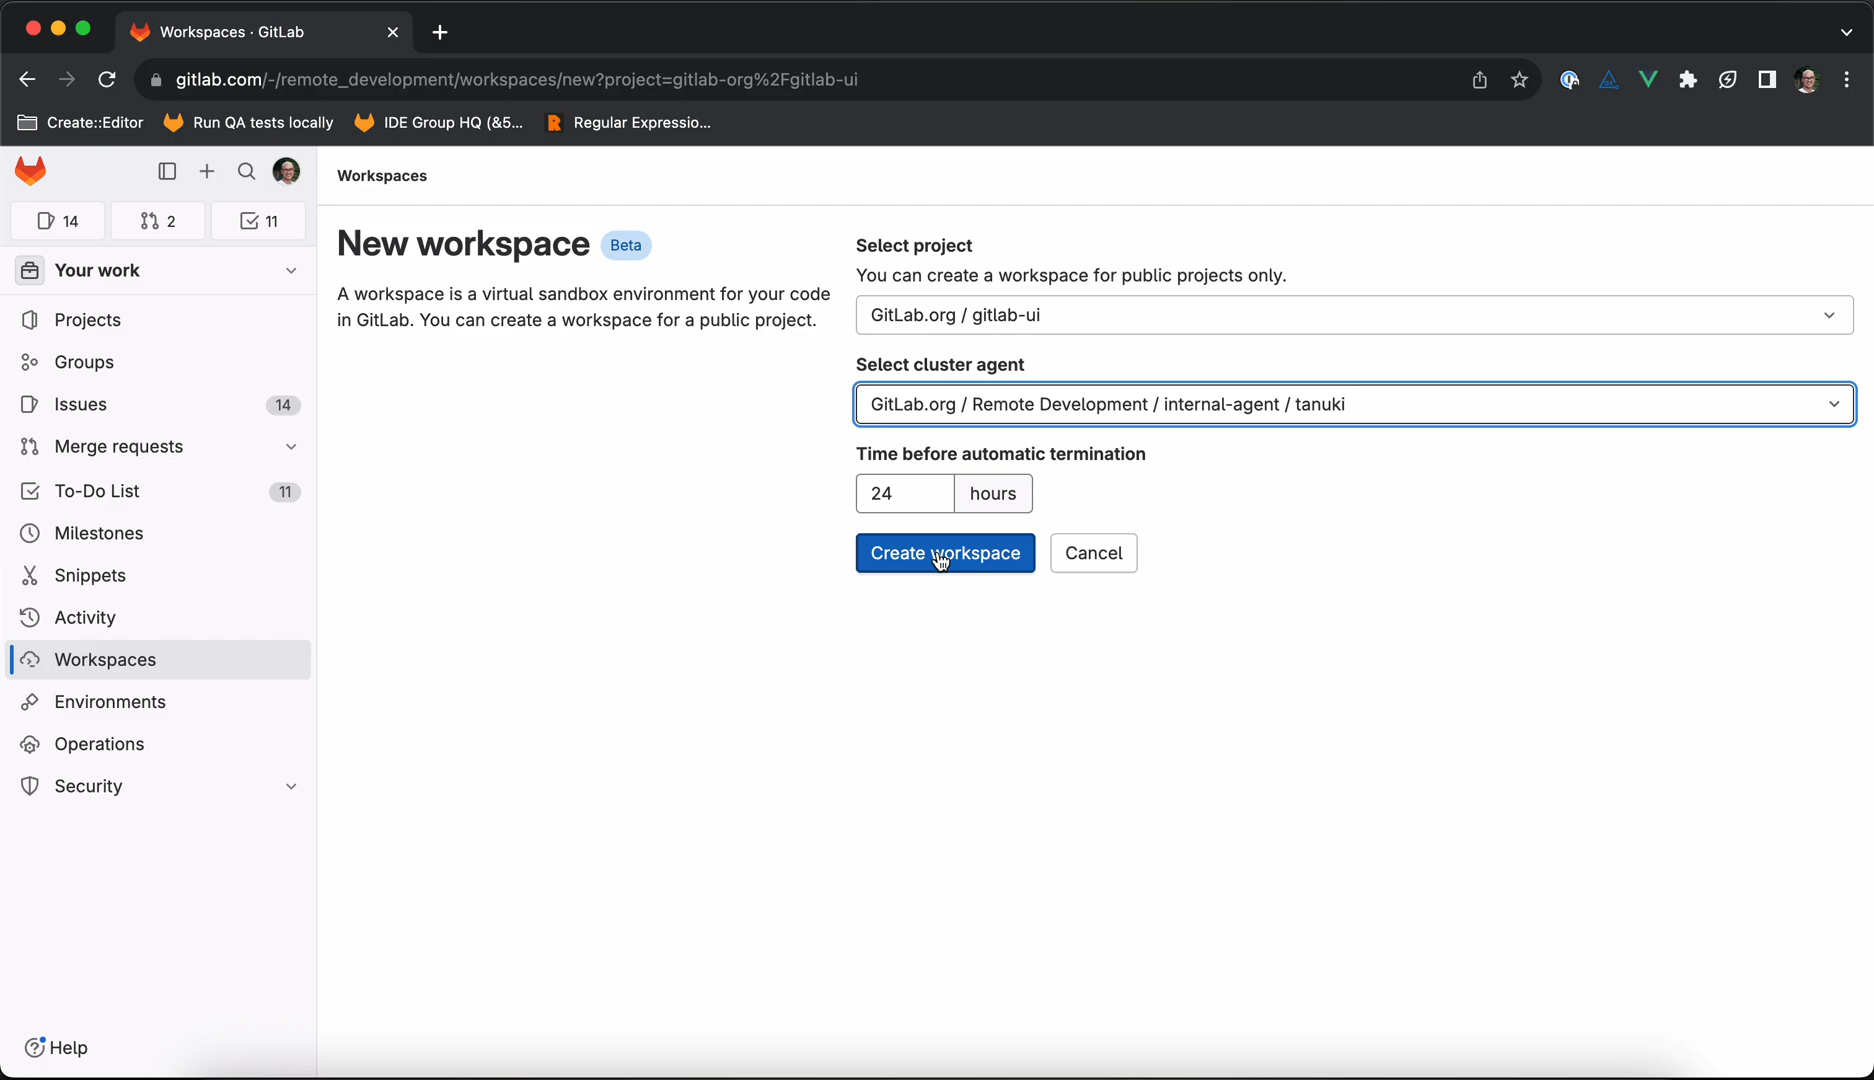 Workspaces · GitLab
gitlab.com/-/remote_development/workspaces/new?project=gitlab-org%2Fgitlab-ui
Create::Editor
Run QA tests locally
IDE Group HQ (&5...
Regular Expressio...
14
2
11
Your work
Projects
Groups
Issues 14
Merge requests
To-Do List 11
Milestones
Snippets
Activity
Workspaces
Environments
Operations
Security
Help
Workspaces
New workspace Beta
A workspace is a virtual sandbox environment for your code
in GitLab. You can create a workspace for a public project.
Select project
You can create a workspace for public projects only.
GitLab.org / gitlab-ui
Select cluster agent
GitLab.org / Remote Development / internal-agent / tanuki
Time before automatic termination
24 hours
Create workspace
Cancel